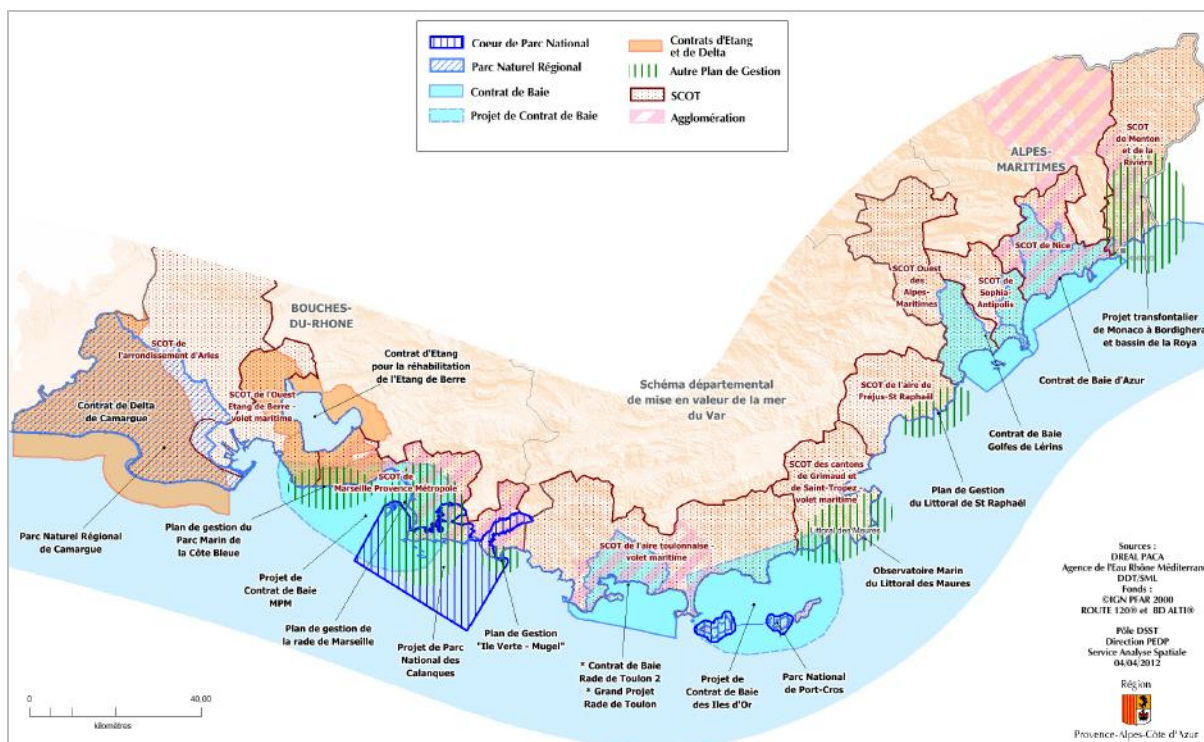 Coeur de Parc National
Parc Naturel Régional
Contrat de Baie
Projet de Contrat de Baie
Contrats d'Etang
et de Delta
Autre Plan de Gestion
SCOT
Agglomération
ALPES-
MARITIMES
SCOT
de Menton
et de la
Riviera
SCOT de Nice
SCOT Ouest
des
Alpes-
Maritimes
SCOT de
Sophia-
Antipolis
BOUCHES-
DU-RHONE
SCOT de
l'arrondissement d'Arles
Contrat d'Etang
pour la réhabilitation
de l'Etang de Berre
Projet transfontalier
de Monaco à Bordighera
et bassin de la Roya
Contrat de Baie d'Azur
Schéma départemental
de mise en valeur de la mer
du Var
SCOT de l'aire de
Fréjus-St Raphaël
Contrat de Delta
de Camargue
SCOT de l'Ouest
Etang de Berre -
volet maritime
Contrat de Baie
Golfes de Lérins
SCOT des cantons
de Grimaud et
de Saint-Tropez -
volet maritime
SCOT de
Marseille Provence Métropole
Plan de Gestion
du Littoral de St Raphaël
Littoral des Maures
Parc Naturel Régional
de Camargue
Plan de gestion du
Parc Marin de
la Côte Bleue
SCOT de l'aire toulonnaise -
volet maritime
Observatoire Marin
du Littoral des Maures
Projet de
Contrat de Baie
MPM
Plan de gestion de
la rade de Marseille
Projet de Parc
National des
Calanques
Plan de Gestion
"Ile Verte - Mugel"
* Contrat de Baie
Rade de Toulon 2
* Grand Projet
Rade de Toulon
Projet de
Contrat de Baie
des Iles d'Or
Parc National
de Port-Cros
0 40,00
kilomètres
Sources :
DREAL PACA
Agence de l'Eau Rhône Méditerrané
DDT/SML
Fonds :
©IGN PFAR 2000
ROUTE 120® et BD ALTI®
Pôle DSST
Direction PEDP
Service Analyse Spatiale
04/04/2012
Région
Provence-Alpes-Côte d'Azur